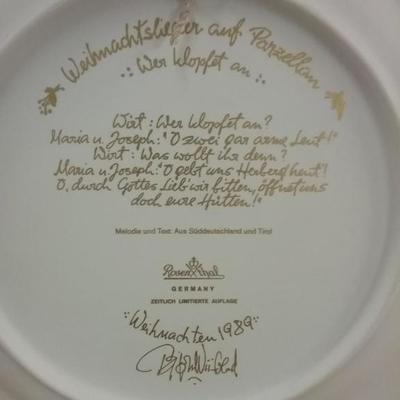 Weihnachtslieder auf Porzellan
Wer klopfet an
Wirt: Wer klopfet an?
Maria u. Joseph: "O zwei gar arme Leut!"
Wirt: Was wollt ihr denn?
Maria u. Joseph: "O gebt uns Herberg heut!
O, durch Gottes Lieb wir bitten, öffnet uns
doch eure Hütten!"
Melodie und Text: Aus Süddeutschland und Tirol
Rosenthal
GERMANY
ZEITLICH LIMITIERTE AUFLAGE
Weihnachten 1989
Bjørn Wiinblad